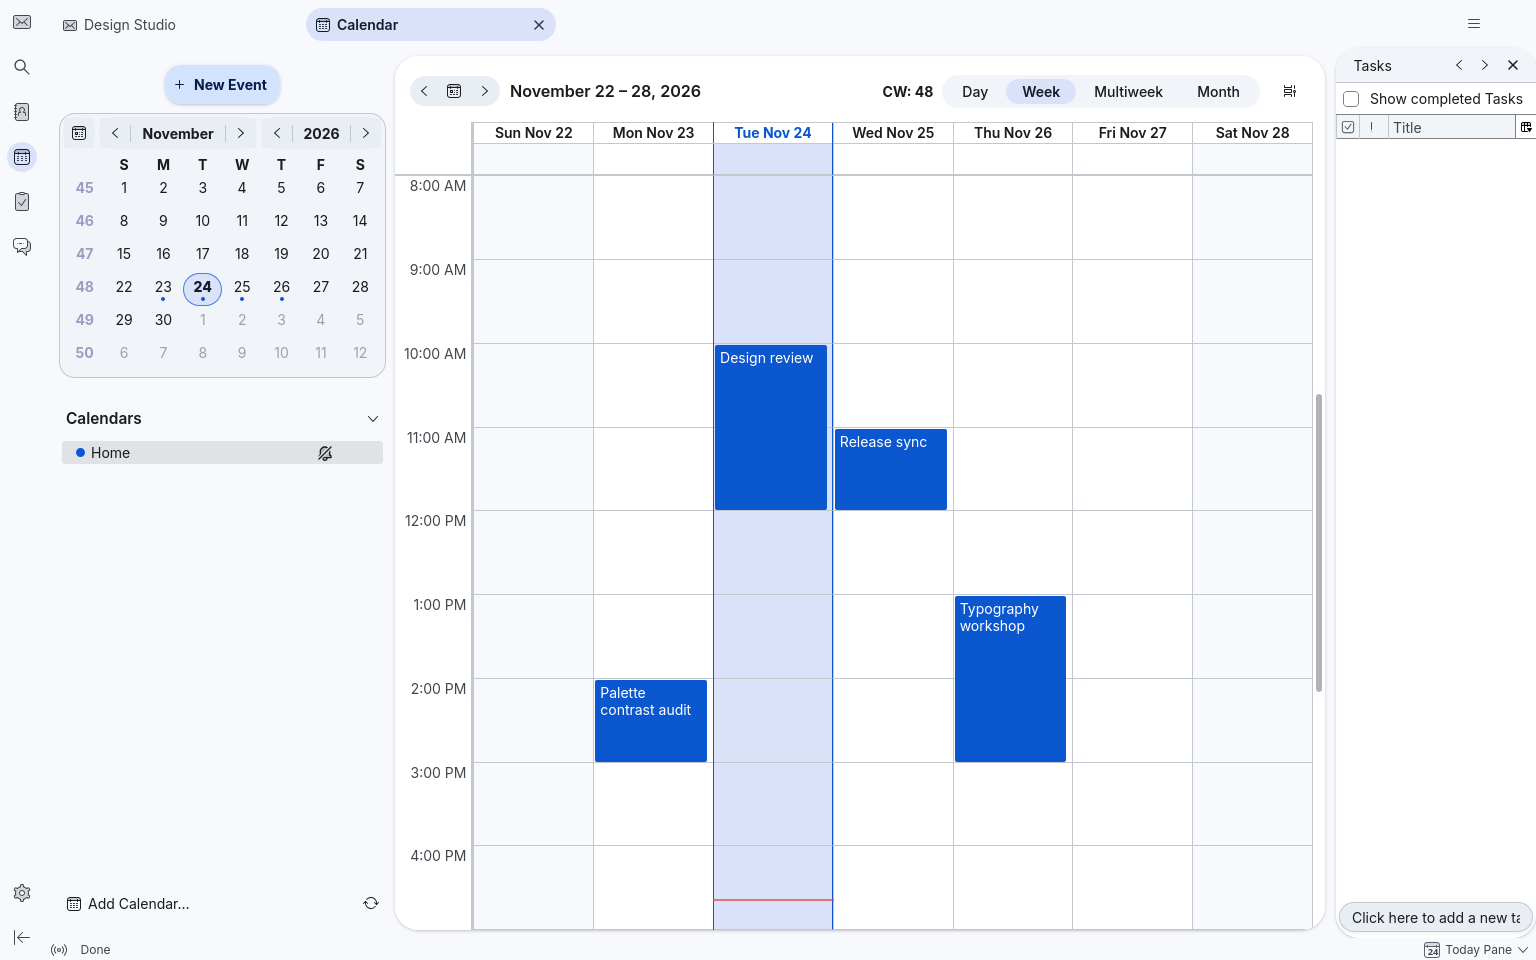 Design Studio
Calendar
New Event
November
2026
S M T W T F S
45 1 2 3 4 5 6 7
46 8 9 10 11 12 13 14
47 15 16 17 18 19 20 21
48 22 23 24 25 26 27 28
49 29 30 1 2 3 4 5
50 6 7 8 9 10 11 12
Calendars
Home
Add Calendar...
Done
November 22 – 28, 2026
CW: 48
Day
Week
Multiweek
Month
Sun Nov 22
Mon Nov 23
Tue Nov 24
Wed Nov 25
Thu Nov 26
Fri Nov 27
Sat Nov 28
8:00 AM
9:00 AM
10:00 AM
11:00 AM
12:00 PM
1:00 PM
2:00 PM
3:00 PM
4:00 PM
Design review
Release sync
Typography
workshop
Palette
contrast audit
Tasks
Show completed Tasks
! Title
Click here to add a new ta
24 Today Pane